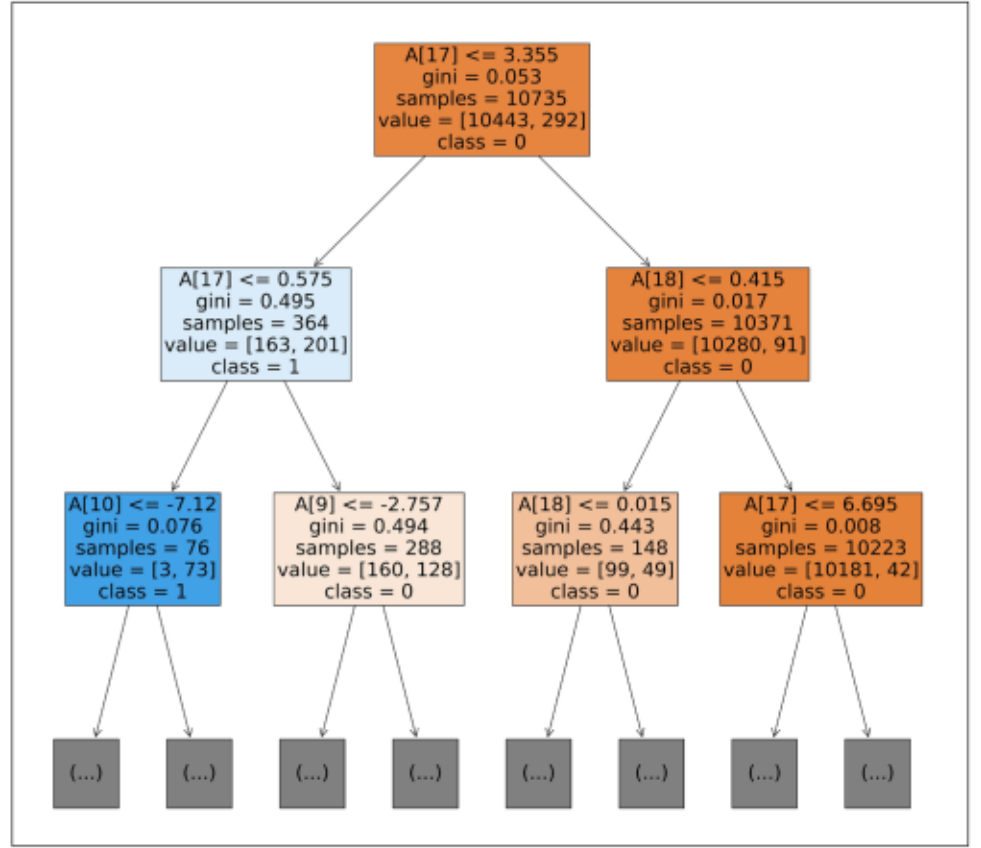 A[17] <= 3.355
gini = 0.053
samples = 10735
value = [10443, 292]
class = 0
A[17] <= 0.575
gini = 0.495
samples = 364
value = [163, 201]
class = 1
A[18] <= 0.415
gini = 0.017
samples = 10371
value = [10280, 91]
class = 0
A[10] <= -7.12
gini = 0.076
samples = 76
value = [3, 73]
class = 1
A[9] <= -2.757
gini = 0.494
samples = 288
value = [160, 128]
class = 0
A[18] <= 0.015
gini = 0.443
samples = 148
value = [99, 49]
class = 0
A[17] <= 6.695
gini = 0.008
samples = 10223
value = [10181, 42]
class = 0
(...)
(...)
(...)
(...)
(...)
(...)
(...)
(...)